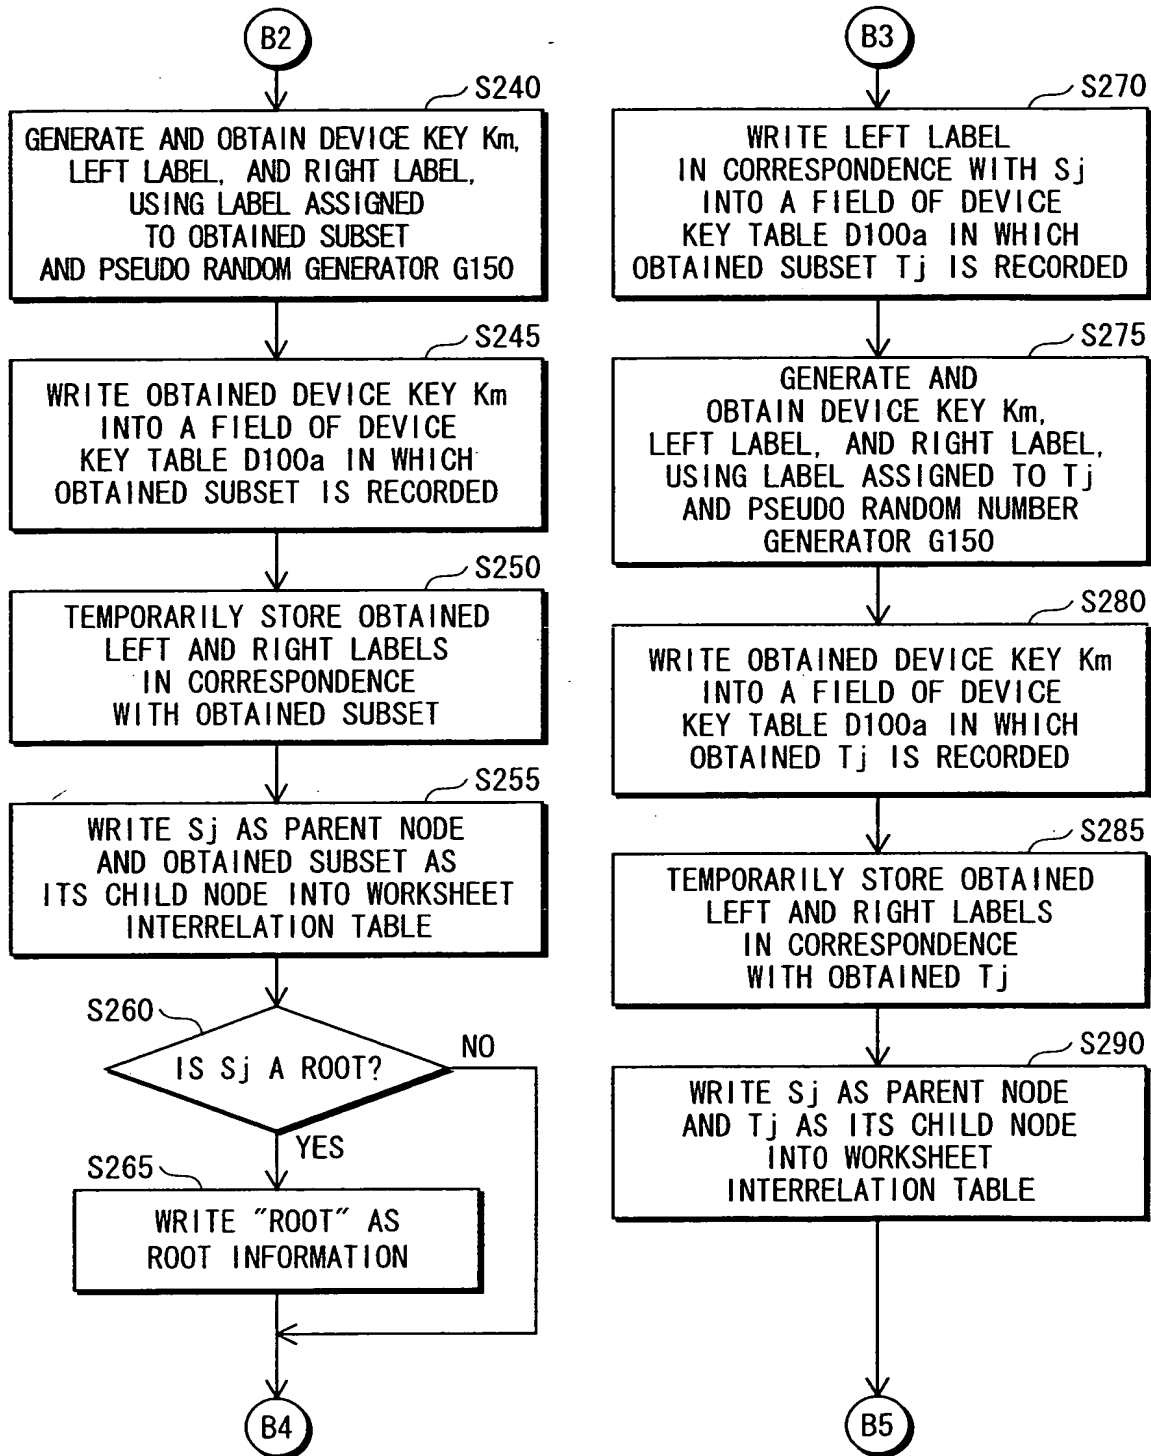 B2
S240
GENERATE AND OBTAIN DEVICE KEY Km,
LEFT LABEL, AND RIGHT LABEL,
USING LABEL ASSIGNED
TO OBTAINED SUBSET
AND PSEUDO RANDOM GENERATOR G150
S245
WRITE OBTAINED DEVICE KEY Km
INTO A FIELD OF DEVICE
KEY TABLE D100a IN WHICH
OBTAINED SUBSET IS RECORDED
S250
TEMPORARILY STORE OBTAINED
LEFT AND RIGHT LABELS
IN CORRESPONDENCE
WITH OBTAINED SUBSET
S255
WRITE Sj AS PARENT NODE
AND OBTAINED SUBSET AS
ITS CHILD NODE INTO WORKSHEET
INTERRELATION TABLE
S260
IS Sj A ROOT?
NO
YES
S265
WRITE "ROOT" AS
ROOT INFORMATION
B4
B3
S270
WRITE LEFT LABEL
IN CORRESPONDENCE WITH Sj
INTO A FIELD OF DEVICE
KEY TABLE D100a IN WHICH
OBTAINED SUBSET Tj IS RECORDED
S275
GENERATE AND
OBTAIN DEVICE KEY Km,
LEFT LABEL, AND RIGHT LABEL,
USING LABEL ASSIGNED TO Tj
AND PSEUDO RANDOM NUMBER
GENERATOR G150
S280
WRITE OBTAINED DEVICE KEY Km
INTO A FIELD OF DEVICE
KEY TABLE D100a IN WHICH
OBTAINED Tj IS RECORDED
S285
TEMPORARILY STORE OBTAINED
LEFT AND RIGHT LABELS
IN CORRESPONDENCE
WITH OBTAINED Tj
S290
WRITE Sj AS PARENT NODE
AND Tj AS ITS CHILD NODE
INTO WORKSHEET
INTERRELATION TABLE
B5